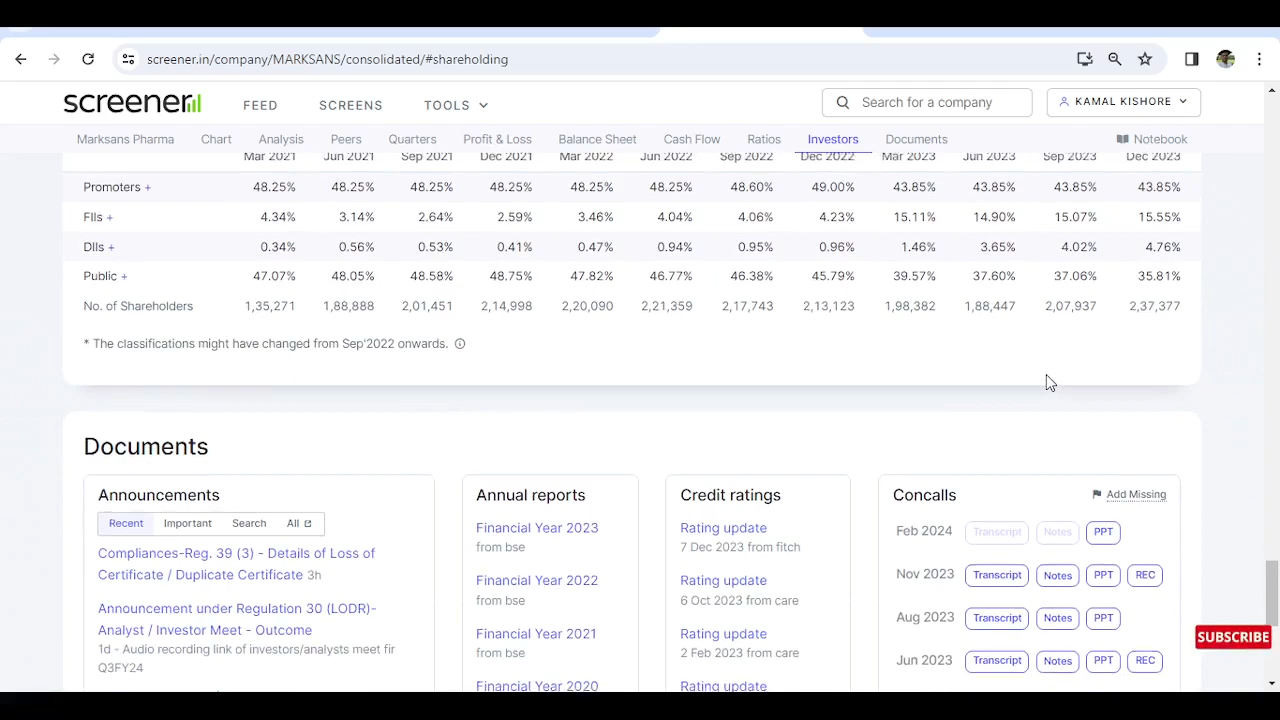 screener.in/company/MARKSANS/consolidated/#shareholding
screener
FEED SCREENS TOOLS
Search for a company
KAMAL KISHORE
Marksans Pharma Chart Analysis Peers Quarters Profit & Loss Balance Sheet Cash Flow Ratios Investors Documents Notebook
Mar 2021 Jun 2021 Sep 2021 Dec 2021 Mar 2022 Jun 2022 Sep 2022 Dec 2022 Mar 2023 Jun 2023 Sep 2023 Dec 2023
Promoters + 48.25% 48.25% 48.25% 48.25% 48.25% 48.25% 48.60% 49.00% 43.85% 43.85% 43.85% 43.85%
FIIs + 4.34% 3.14% 2.64% 2.59% 3.46% 4.04% 4.06% 4.23% 15.11% 14.90% 15.07% 15.55%
DIIs + 0.34% 0.56% 0.53% 0.41% 0.47% 0.94% 0.95% 0.96% 1.46% 3.65% 4.02% 4.76%
Public + 47.07% 48.05% 48.58% 48.75% 47.82% 46.77% 46.38% 45.79% 39.57% 37.60% 37.06% 35.81%
No. of Shareholders 1,35,271 1,88,888 2,01,451 2,14,998 2,20,090 2,21,359 2,17,743 2,13,123 1,98,382 1,88,447 2,07,937 2,37,377
* The classifications might have changed from Sep'2022 onwards.
Documents
Announcements
Recent Important Search All
Compliances-Reg. 39 (3) - Details of Loss of
Certificate / Duplicate Certificate 3h
Announcement under Regulation 30 (LODR)-
Analyst / Investor Meet - Outcome
1d - Audio recording link of investors/analysts meet fir
Q3FY24
Annual reports
Financial Year 2023
from bse
Financial Year 2022
from bse
Financial Year 2021
from bse
Financial Year 2020
Credit ratings
Rating update
7 Dec 2023 from fitch
Rating update
6 Oct 2023 from care
Rating update
2 Feb 2023 from care
Rating update
Concalls
Add Missing
Feb 2024 Transcript Notes PPT
Nov 2023 Transcript Notes PPT REC
Aug 2023 Transcript Notes PPT
Jun 2023 Transcript Notes PPT REC
SUBSCRIBE